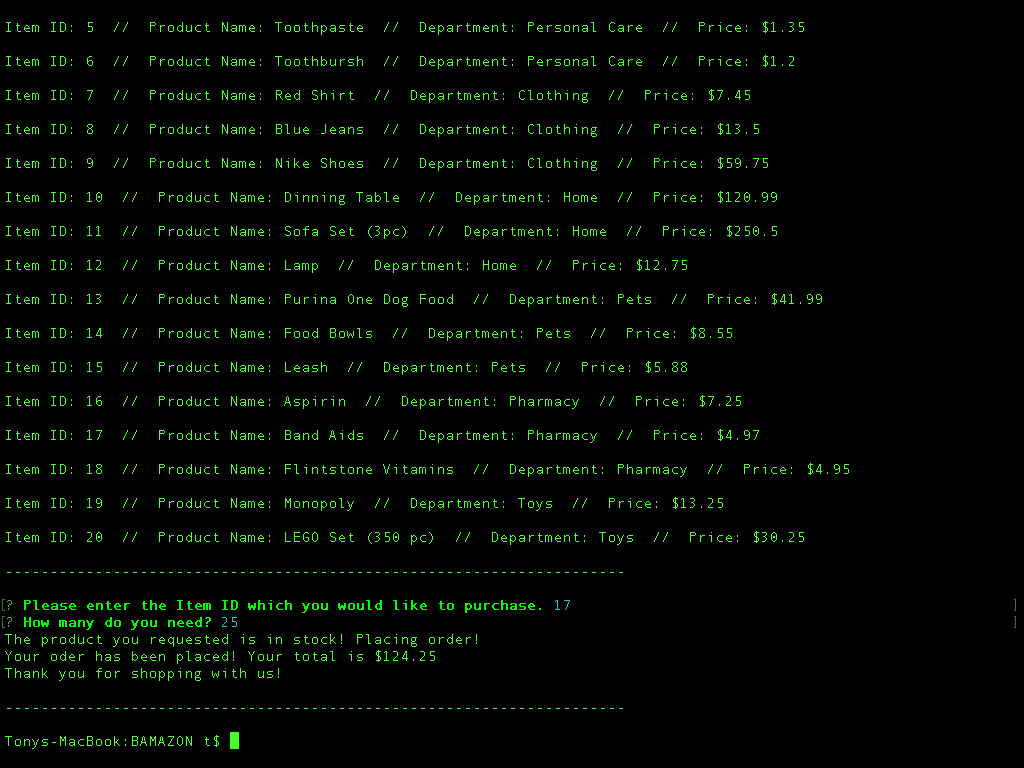 Item ID: 5  //  Product Name: Toothpaste  //  Department: Personal Care  //  Price: $1.35
Item ID: 6  //  Product Name: Toothbursh  //  Department: Personal Care  //  Price: $1.2
Item ID: 7  //  Product Name: Red Shirt  //  Department: Clothing  //  Price: $7.45
Item ID: 8  //  Product Name: Blue Jeans  //  Department: Clothing  //  Price: $13.5
Item ID: 9  //  Product Name: Nike Shoes  //  Department: Clothing  //  Price: $59.75
Item ID: 10  //  Product Name: Dinning Table  //  Department: Home  //  Price: $120.99
Item ID: 11  //  Product Name: Sofa Set (3pc)  //  Department: Home  //  Price: $250.5
Item ID: 12  //  Product Name: Lamp  //  Department: Home  //  Price: $12.75
Item ID: 13  //  Product Name: Purina One Dog Food  //  Department: Pets  //  Price: $41.99
Item ID: 14  //  Product Name: Food Bowls  //  Department: Pets  //  Price: $8.55
Item ID: 15  //  Product Name: Leash  //  Department: Pets  //  Price: $5.88
Item ID: 16  //  Product Name: Aspirin  //  Department: Pharmacy  //  Price: $7.25
Item ID: 17  //  Product Name: Band Aids  //  Department: Pharmacy  //  Price: $4.97
Item ID: 18  //  Product Name: Flintstone Vitamins  //  Department: Pharmacy  //  Price: $4.95
Item ID: 19  //  Product Name: Monopoly  //  Department: Toys  //  Price: $13.25
Item ID: 20  //  Product Name: LEGO Set (350 pc)  //  Department: Toys  //  Price: $30.25
---------------------------------------------------------------------
[? Please enter the Item ID which you would like to purchase. 17 ]
[? How many do you need? 25 ]
The product you requested is in stock! Placing order!
Your oder has been placed! Your total is $124.25
Thank you for shopping with us!
---------------------------------------------------------------------
Tonys-MacBook:BAMAZON t$